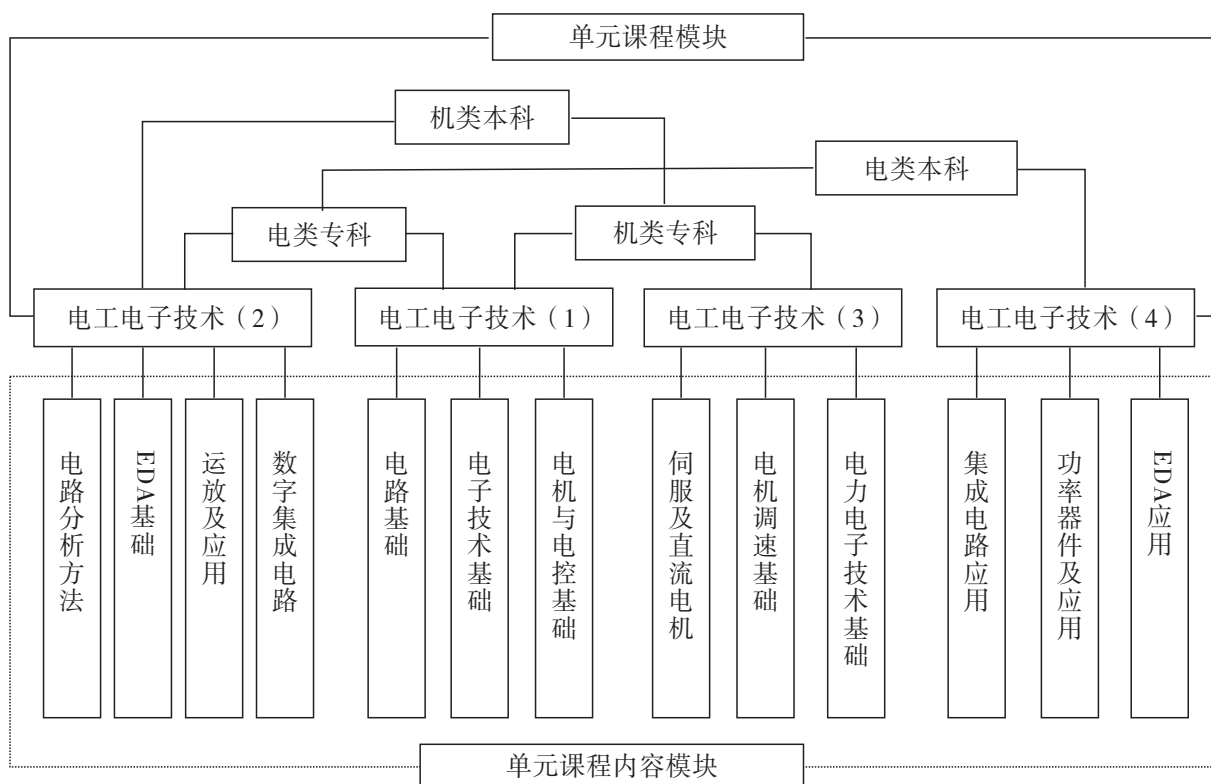 单元课程模块
机类本科
电类本科
电类专科
机类专科
电工电子技术（2）
电工电子技术（1）
电工电子技术（3）
电工电子技术（4）
电路分析方法
EDA基础
运放及应用
数字集成电路
电路基础
电子技术基础
电机与电控基础
伺服及直流电机
电机调速基础
电力电子技术基础
集成电路应用
功率器件及应用
EDA应用
单元课程内容模块